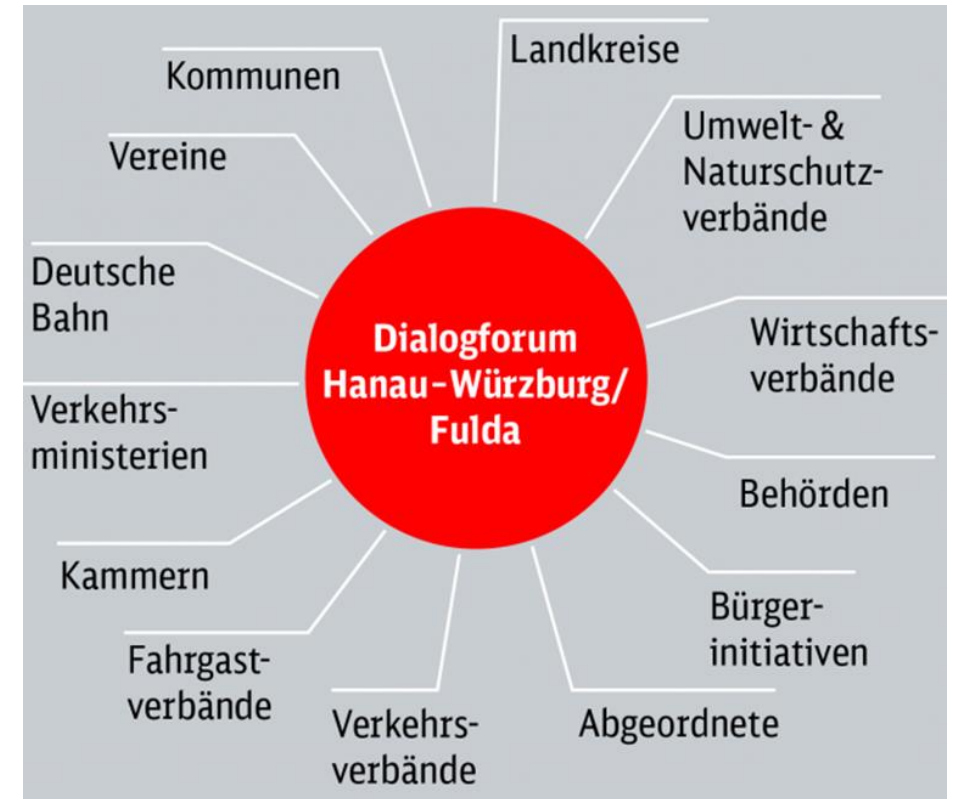 Landkreise
Kommunen
Umwelt- &
Naturschutz-
verbände
Vereine
Deutsche
Bahn
Wirtschafts-
verbände
Dialogforum
Hanau-Würzburg/
Fulda
Verkehrs-
ministerien
Behörden
Kammern
Bürger-
initiativen
Fahrgast-
verbände
Verkehrs-
verbände
Abgeordnete